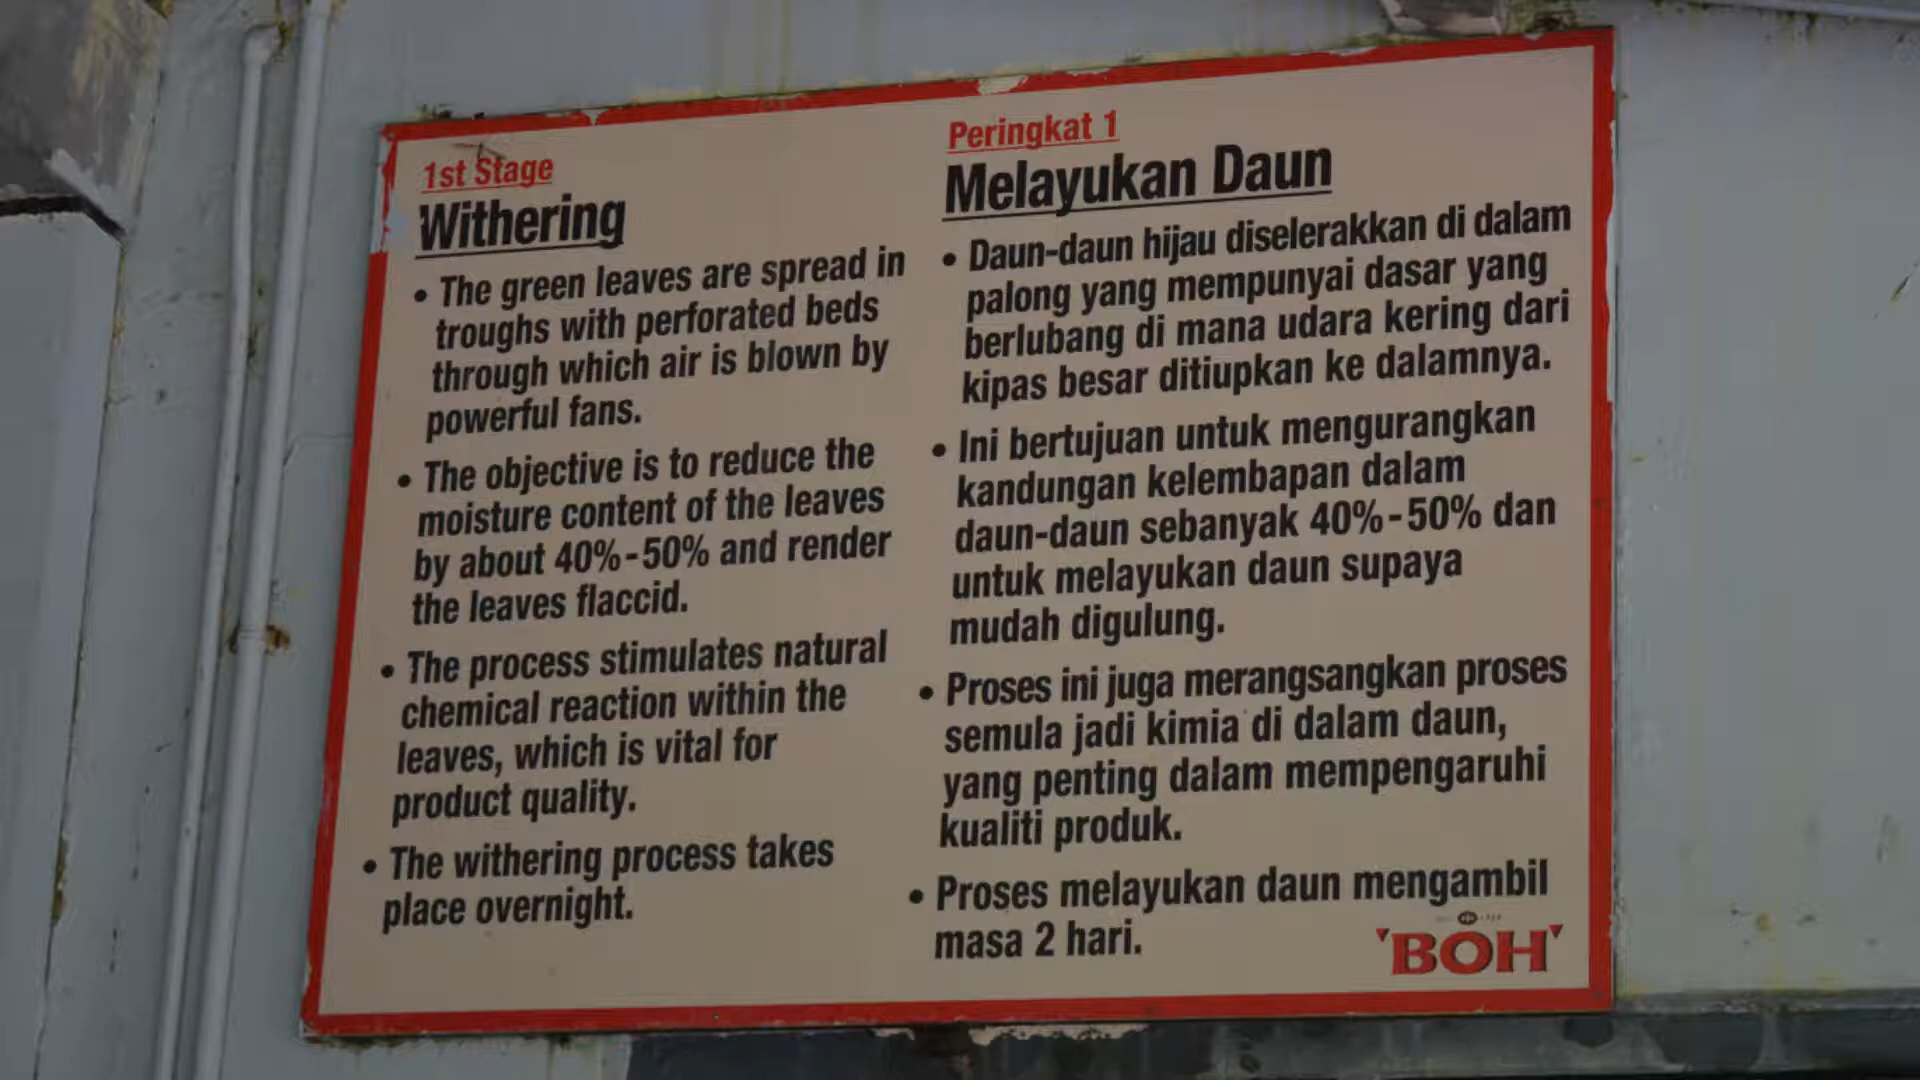 1st Stage
Withering
• The green leaves are spread in
troughs with perforated beds
through which air is blown by
powerful fans.
• The objective is to reduce the
moisture content of the leaves
by about 40%-50% and render
the leaves flaccid.
• The process stimulates natural
chemical reaction within the
leaves, which is vital for
product quality.
• The withering process takes
place overnight.
Peringkat 1
Melayukan Daun
• Daun-daun hijau diselerakkan di dalam
palong yang mempunyai dasar yang
berlubang di mana udara kering dari
kipas besar ditiupkan ke dalamnya.
• Ini bertujuan untuk mengurangkan
kandungan kelembapan dalam
daun-daun sebanyak 40%-50% dan
untuk melayukan daun supaya
mudah digulung.
• Proses ini juga merangsangkan proses
semula jadi kimia di dalam daun,
yang penting dalam mempengaruhi
kualiti produk.
• Proses melayukan daun mengambil
masa 2 hari.
BOH